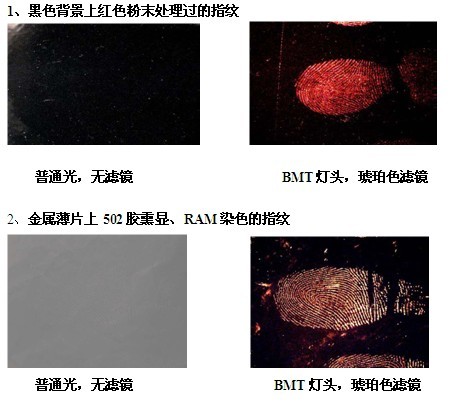 1、黑色背景上红色粉末处理过的指纹
普通光，无滤镜
BMT 灯头，琥珀色滤镜
2、金属薄片上 502 胶熏显、RAM 染色的指纹
普通光，无滤镜
BMT 灯头，琥珀色滤镜